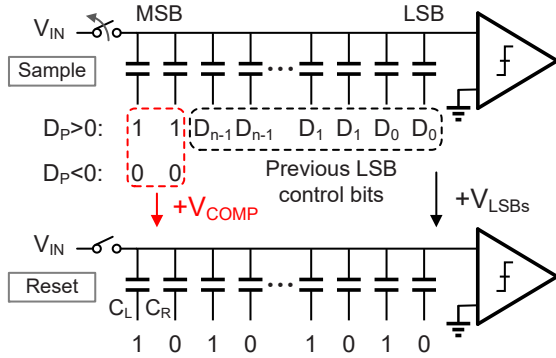 MSB LSB
V_IN
Sample
D_P>0: 1 1 D_n-1 D_n-1 D_1 D_1 D_0 D_0
D_P<0: 0 0
Previous LSB
control bits
+V_COMP
+V_LSBs
V_IN
Reset
C_L C_R
1 0 1 0 1 0 1 0